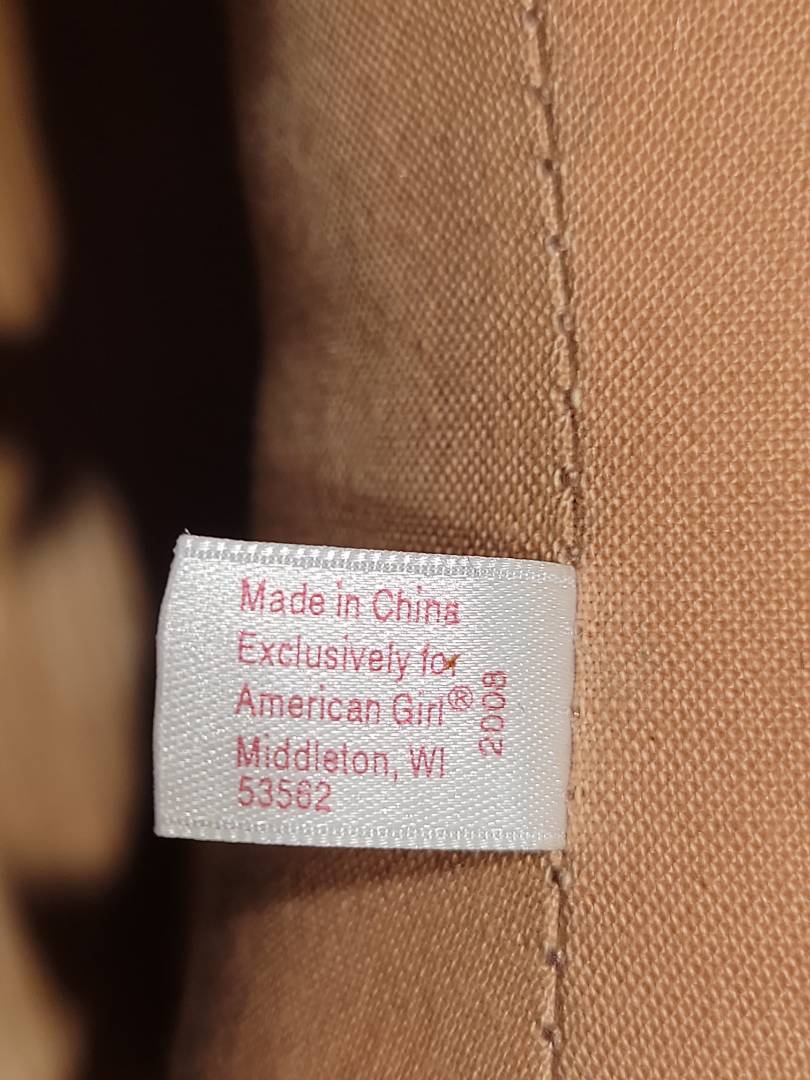 Made in China
Exclusively for
American Girl®
Middleton, WI
53562
2008